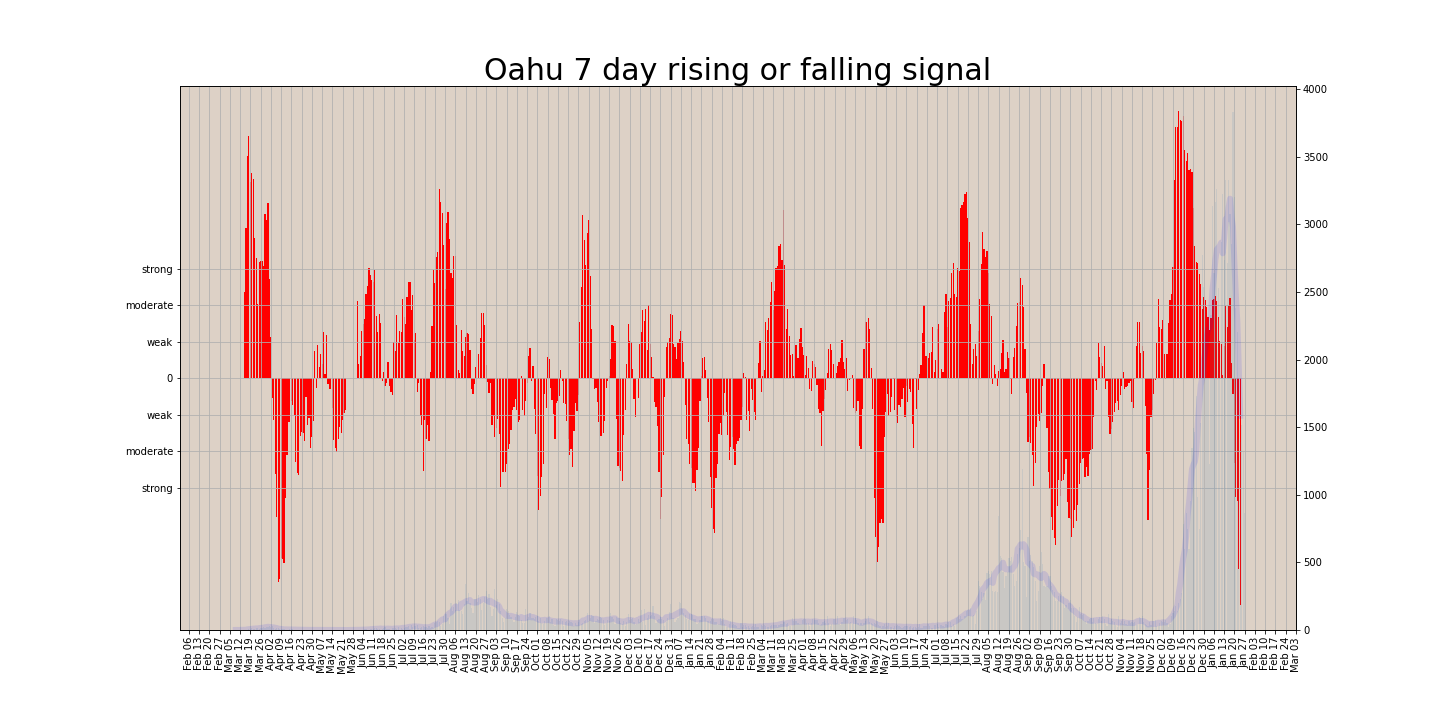 Oahu 7 day rising or falling signal
strong
moderate
weak
0
weak
moderate
strong
4000
3500
3000
2500
2000
1500
1000
500
0
Feb 06
Feb 13
Feb 20
Feb 27
Mar 05
Mar 12
Mar 19
Mar 26
Apr 02
Apr 09
Apr 16
Apr 23
Apr 30
May 07
May 14
May 21
May 28
Jun 04
Jun 11
Jun 18
Jun 25
Jul 02
Jul 09
Jul 16
Jul 23
Jul 30
Aug 06
Aug 13
Aug 20
Aug 27
Sep 03
Sep 10
Sep 17
Sep 24
Oct 01
Oct 08
Oct 15
Oct 22
Oct 29
Nov 05
Nov 12
Nov 19
Nov 26
Dec 03
Dec 10
Dec 17
Dec 24
Dec 31
Jan 07
Jan 14
Jan 21
Jan 28
Feb 04
Feb 11
Feb 18
Feb 25
Mar 04
Mar 11
Mar 18
Mar 25
Apr 01
Apr 08
Apr 15
Apr 22
Apr 29
May 06
May 13
May 20
May 27
Jun 03
Jun 10
Jun 17
Jun 24
Jul 01
Jul 08
Jul 15
Jul 22
Jul 29
Aug 05
Aug 12
Aug 19
Aug 26
Sep 02
Sep 09
Sep 16
Sep 23
Sep 30
Oct 07
Oct 14
Oct 21
Oct 28
Nov 04
Nov 11
Nov 18
Nov 25
Dec 02
Dec 09
Dec 16
Dec 23
Dec 30
Jan 06
Jan 13
Jan 20
Jan 27
Feb 03
Feb 10
Feb 17
Feb 24
Mar 03